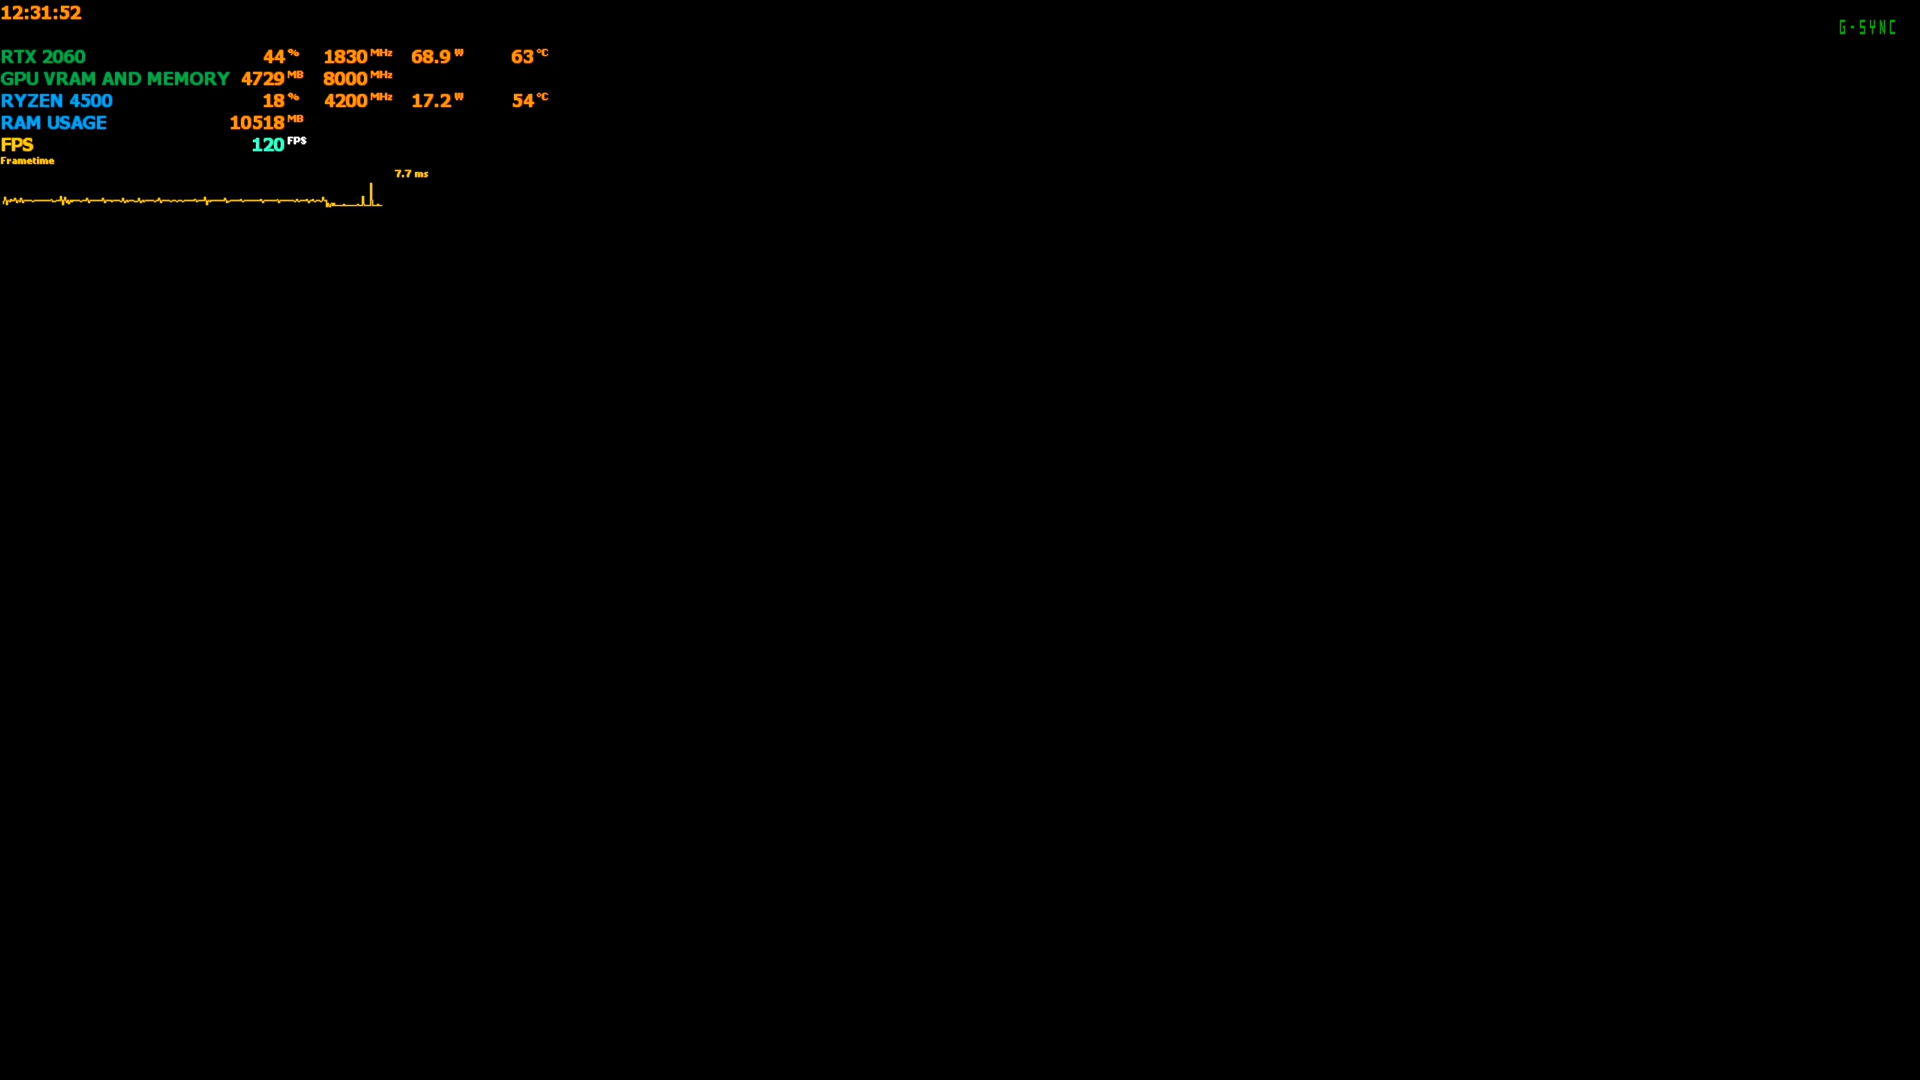 12:31:52
G-SYNC
RTX 2060 44 % 1830 MHz 68.9 W 63 °C
GPU VRAM AND MEMORY 4729 MB 8000 MHz
RYZEN 4500 18 % 4200 MHz 17.2 W 54 °C
RAM USAGE 10518 MB
FPS 120 FPS
Frametime
7.7 ms